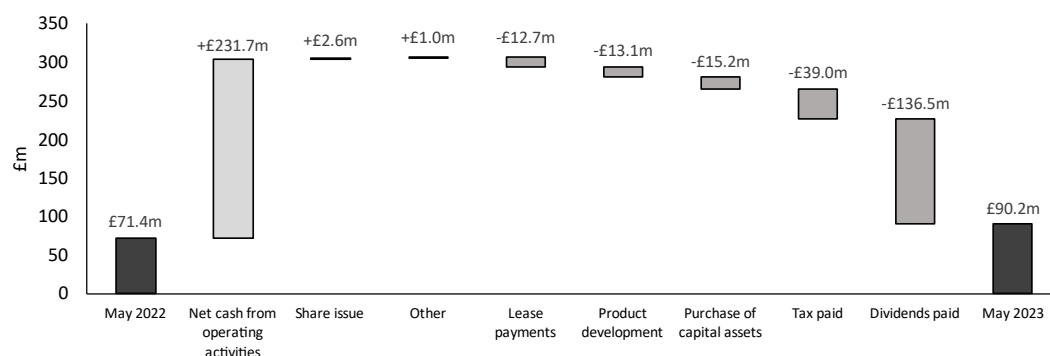 350
300
250
200
150
100
50
0
£m
£71.4m
+£231.7m
+£2.6m
+£1.0m
-£12.7m
-£13.1m
-£15.2m
-£39.0m
-£136.5m
£90.2m
May 2022
Net cash from
operating
activities
Share issue
Other
Lease
payments
Product
development
Purchase of
capital assets
Tax paid
Dividends paid
May 2023